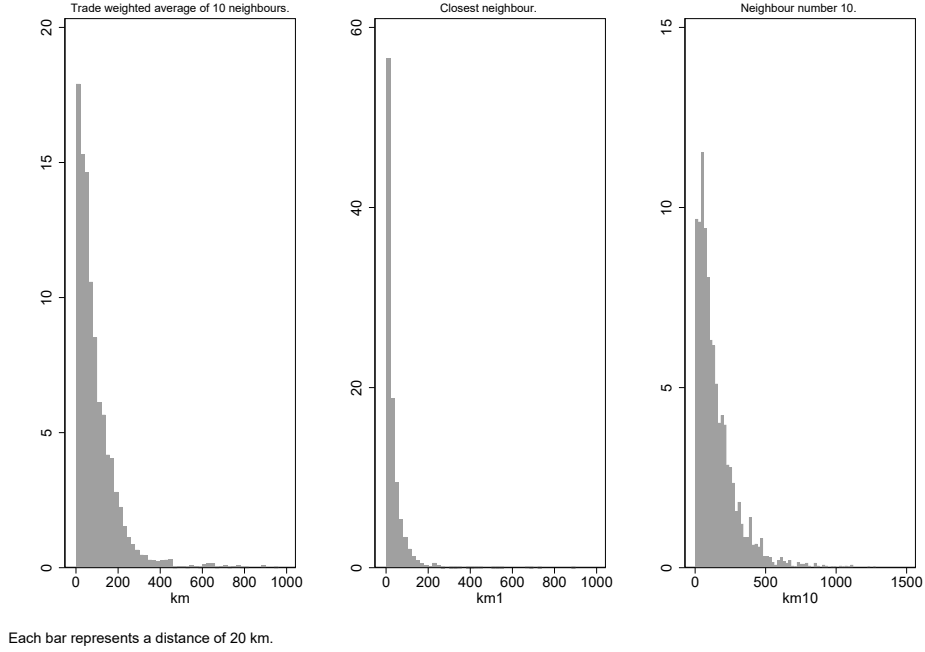 Trade weighted average of 10 neighbours.
20
15
10
5
0
0 200 400 600 800 1000
km
Closest neighbour.
60
40
20
0
0 200 400 600 800 1000
km1
Neighbour number 10.
15
10
5
0
0 500 1000 1500
km10
Each bar represents a distance of 20 km.